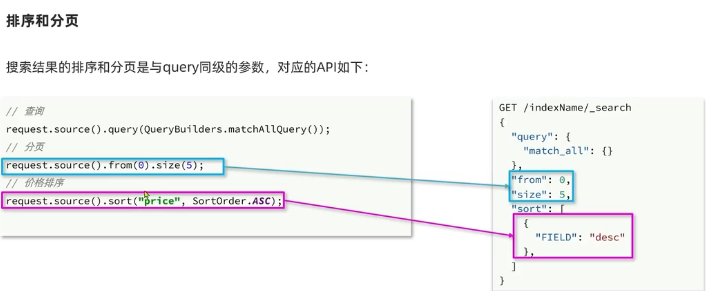 排序和分页
搜索结果的排序和分页是与query同级的参数，对应的API如下：
// 查询
request.source().query(QueryBuilders.matchAllQuery());
// 分页
request.source().from(0).size(5);
// 价格排序
request.source().sort("price", SortOrder.ASC);
GET /indexName/_search
{
"query": {
"match_all": {}
},
"from": 0,
"size": 5,
"sort": [
{
"FIELD": "desc"
},
]
}